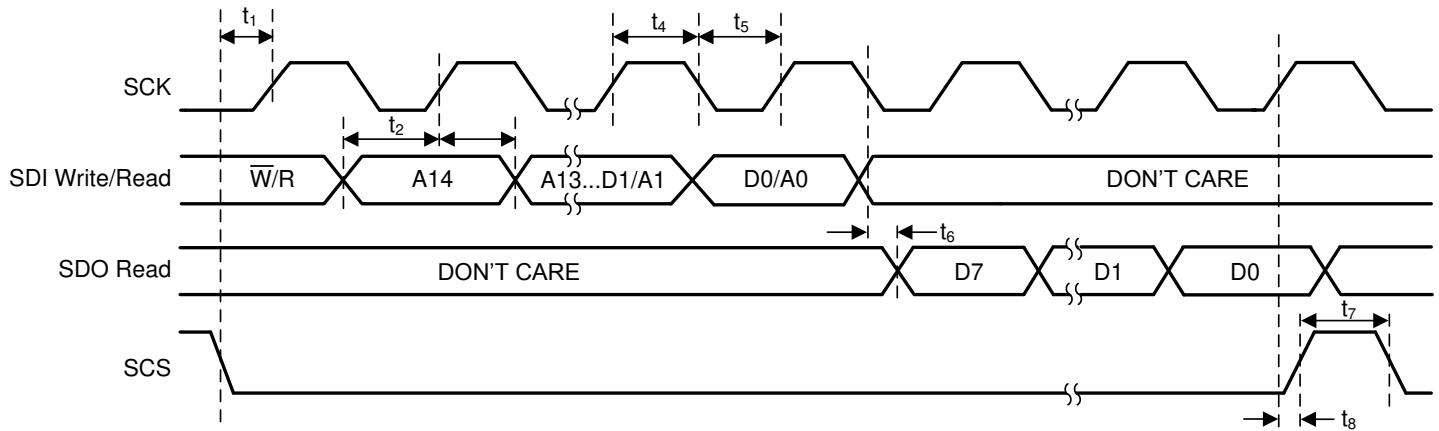 t1 t4 t5
SCK
t2
SDI Write/Read W̅/R A14 A13...D1/A1 D0/A0 DON'T CARE
t6
SDO Read DON'T CARE D7 D1 D0
t7
SCS
t8